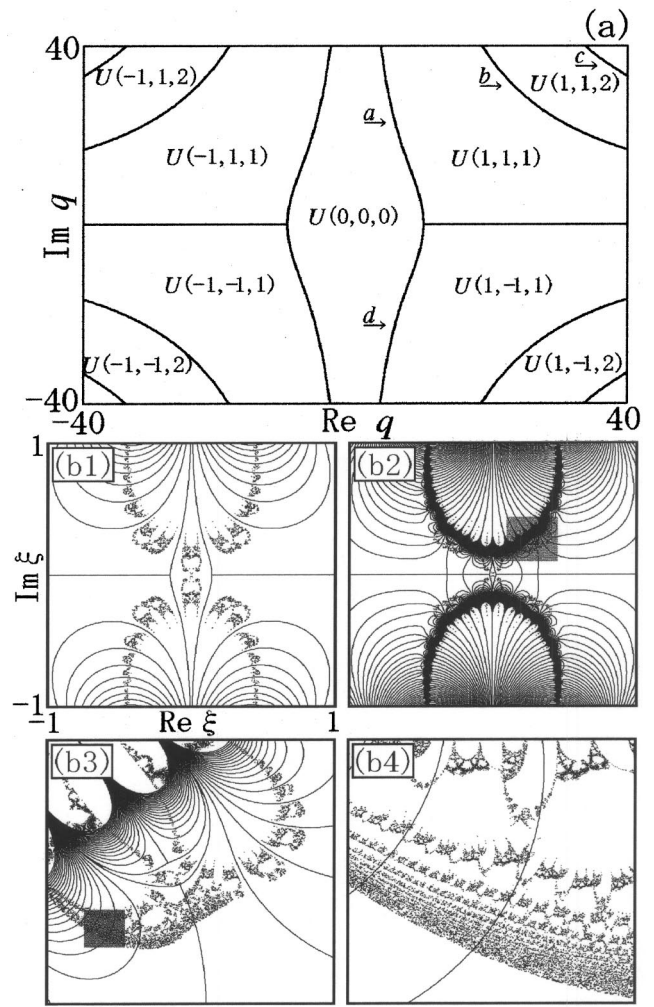 (a)
40
U(-1,1,2)
b
c
U(1,1,2)
a
U(-1,1,1)
U(1,1,1)
Im q
U(0,0,0)
U(-1,-1,1)
U(1,-1,1)
d
U(-1,-1,2)
U(1,-1,2)
-40
-40
Re q
40
1
(b1)
(b2)
Im ξ
-1
-1
Re ξ
1
(b3)
(b4)